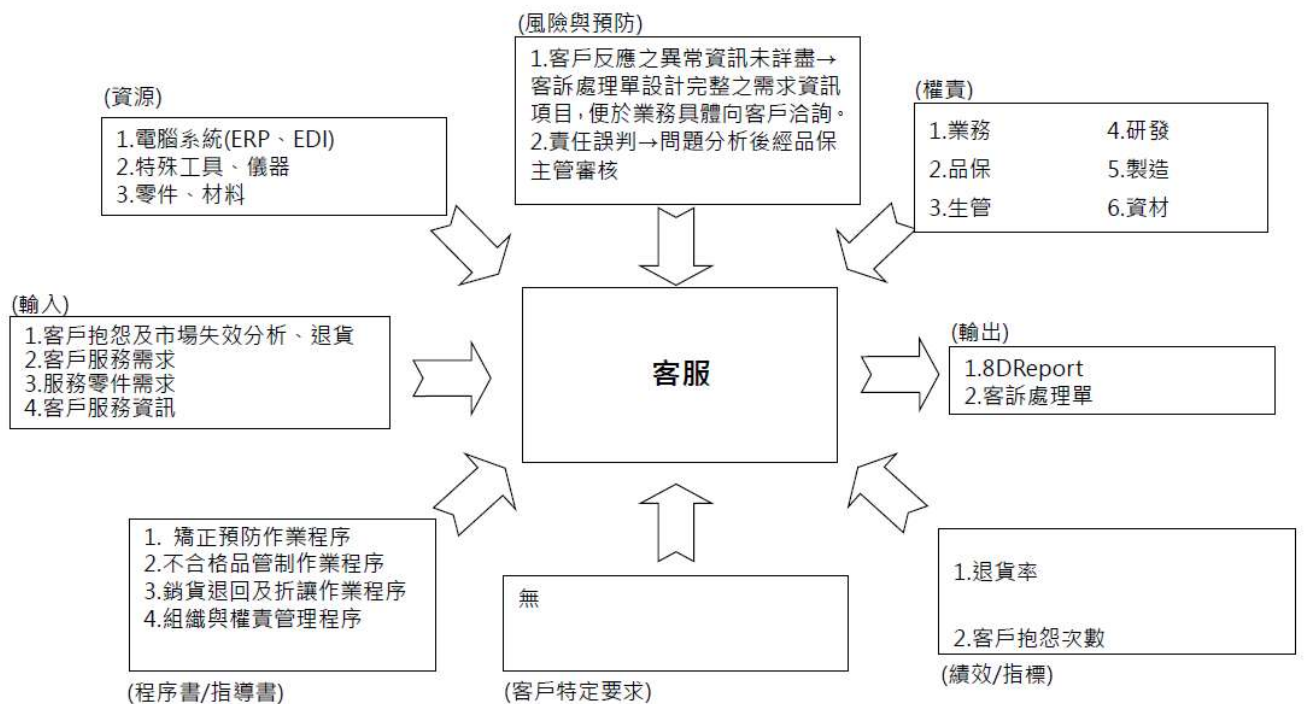 (風險與預防)
1.客戶反應之異常資訊未詳盡→
客訴處理單設計完整之需求資訊
項目,便於業務具體向客戶洽詢。
2.責任誤判→問題分析後經品保
主管審核
(資源)
1.電腦系統(ERP、EDI)
2.特殊工具、儀器
3.零件、材料
(權責)
1.業務 4.研發
2.品保 5.製造
3.生管 6.資材
(輸入)
1.客戶抱怨及市場失效分析、退貨
2.客戶服務需求
3.服務零件需求
4.客戶服務資訊
客服
(輸出)
1.8DReport
2.客訴處理單
1. 矯正預防作業程序
2.不合格品管制作業程序
3.銷貨退回及折讓作業程序
4.組織與權責管理程序
(程序書/指導書)
無
(客戶特定要求)
1.退貨率
2.客戶抱怨次數
(績效/指標)